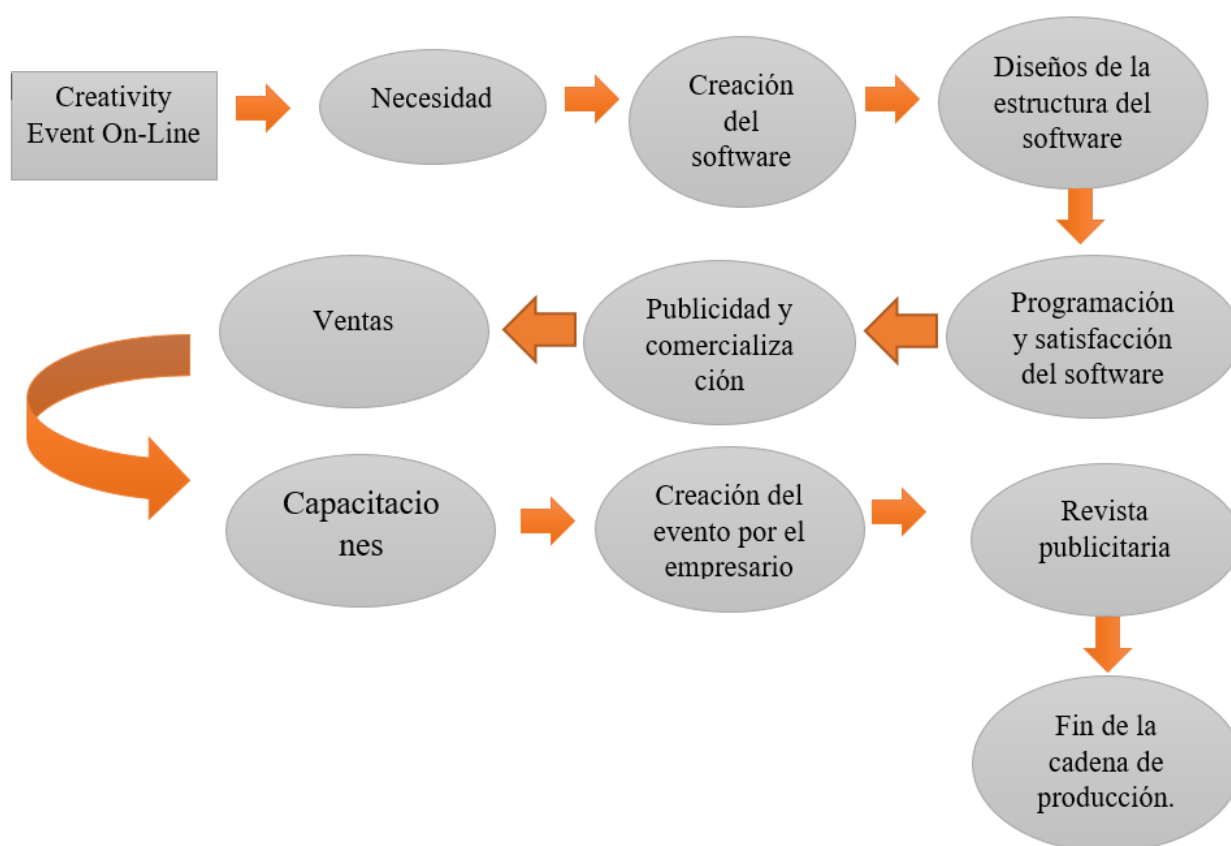 Creativity
Event On-Line
Necesidad
Creación
del
software
Diseños de la
estructura del
software
Programación
y satisfacción
del software
Publicidad y
comercializa
ción
Ventas
Capacitacio
nes
Creación del
evento por el
empresario
Revista
publicitaria
Fin de la
cadena de
producción.